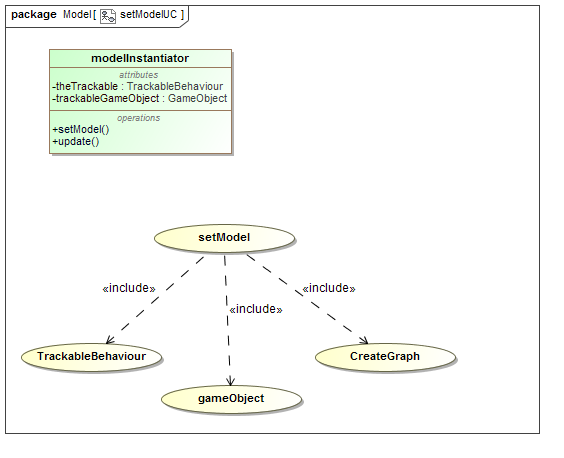 package Model [ setModelUC ]
modelInstantiator
attributes
-theTrackable : TrackableBehaviour
-trackableGameObject : GameObject
operations
+setModel()
+update()
setModel
«include»
«include»
«include»
TrackableBehaviour
CreateGraph
gameObject